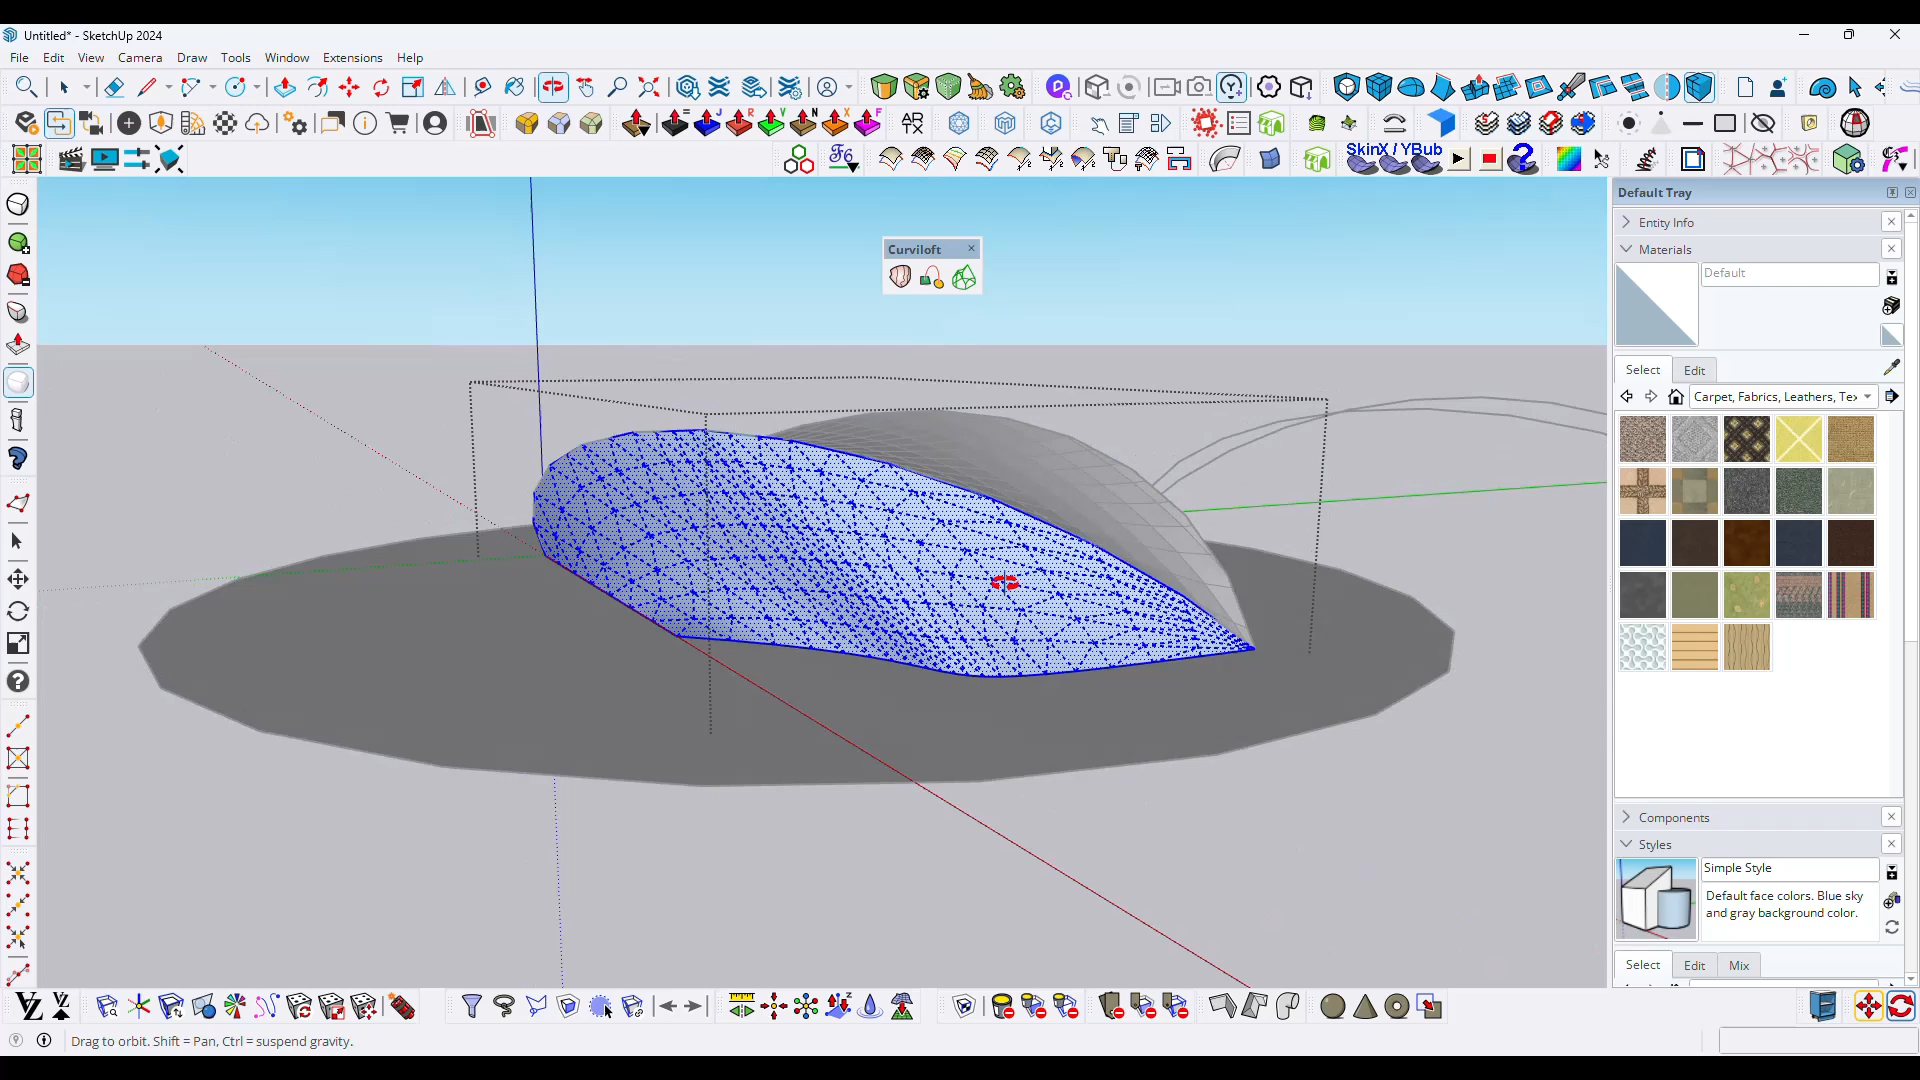 Untitled* - SketchUp 2024
File Edit View Camera Draw Tools Window Extensions Help
AR
SkinX / YBub
Default Tray
Entity Info
Materials
Default
Curviloft
Select Edit
Carpet, Fabrics, Leathers, Tex
Components
Styles
Simple Style
Default face colors. Blue sky
and gray background color.
Select Edit Mix
Drag to orbit. Shift = Pan, Ctrl = suspend gravity.